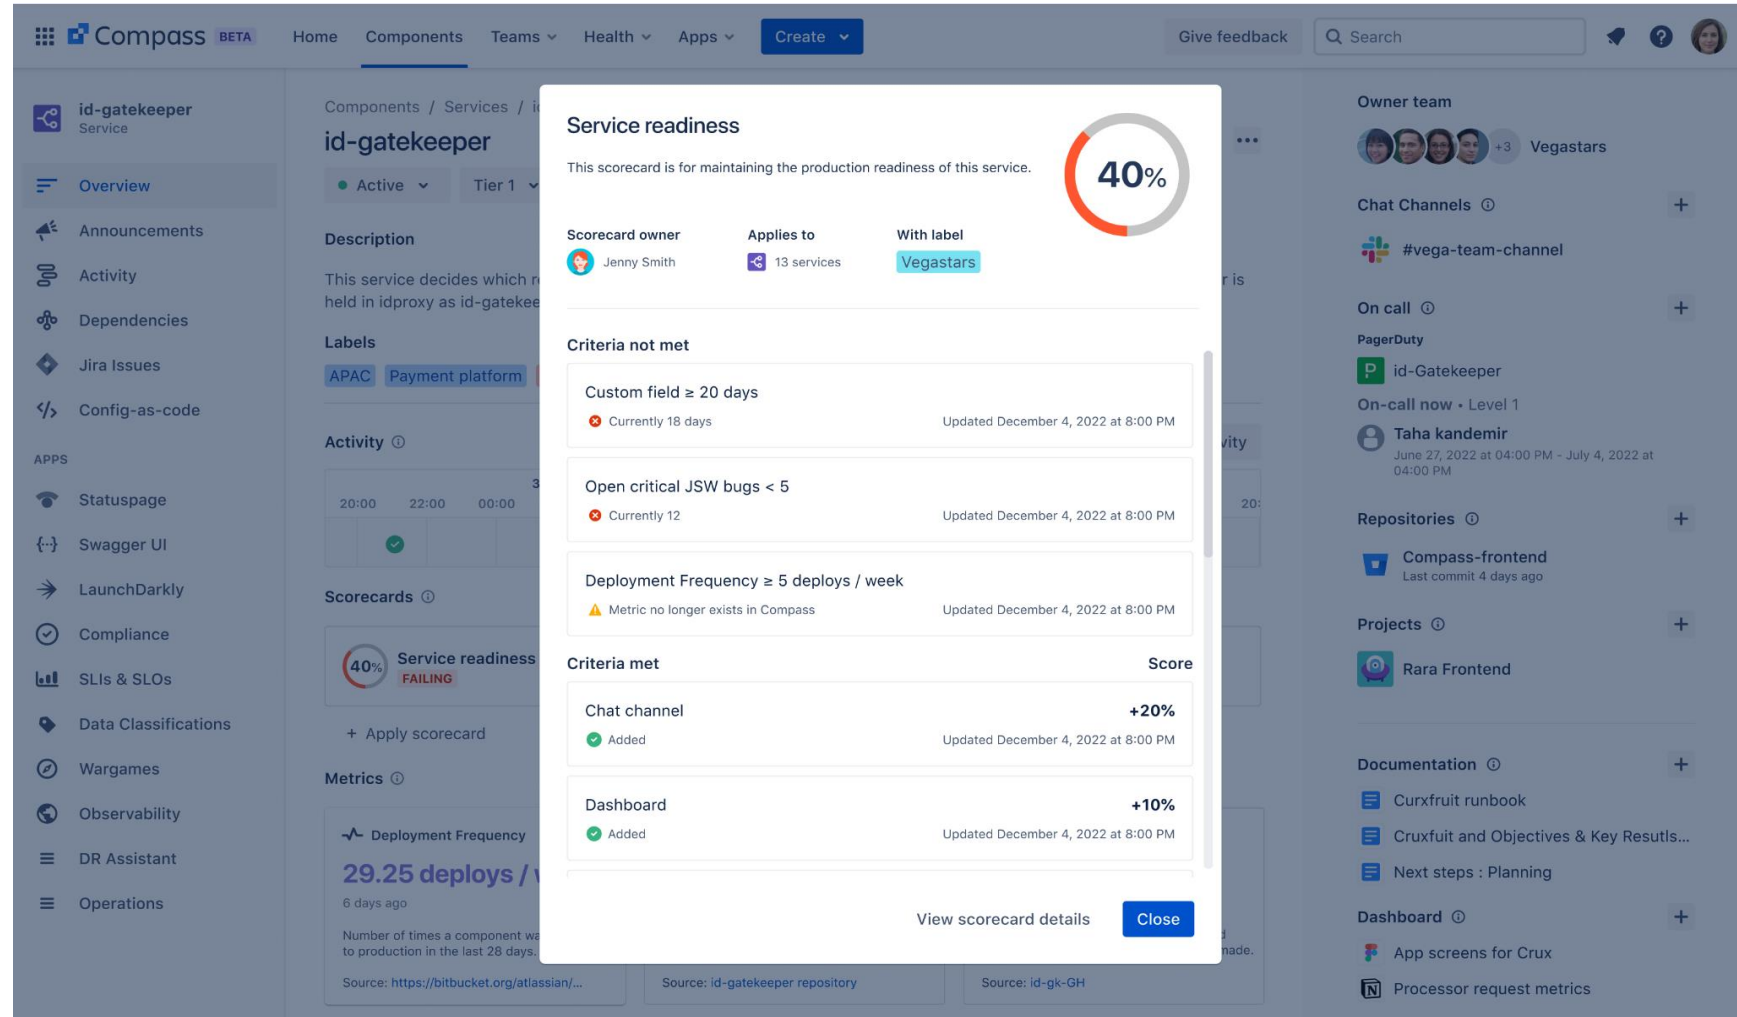 Compass BETA Home Components Teams Health Apps Create Give feedback Search
id-gatekeeper
Service
Overview
Announcements
Activity
Dependencies
Jira Issues
Config-as-code
APPS
Statuspage
Swagger UI
LaunchDarkly
Compliance
SLIs & SLOs
Data Classifications
Wargames
Observability
DR Assistant
Operations
Components / Services /
id-gatekeeper
Active Tier 1
Description
This service decides which
held in idproxy as
is
Labels
APAC Payment platform
Activity
20:00 22:00 00:00
Scorecards
40% Service readiness
FAILING
+ Apply scorecard
Metrics
Deployment Frequency
29.25 deploys /
6 days ago
Number of times a component
to production in the last 28 days.
Source: https://bitbucket.org/atlassian/...
Source: id-gatekeeper repository
made.
Source: id-gk-GH
Service readiness
This scorecard is for maintaining the production readiness of this service.
40%
Scorecard owner Applies to With label
Jenny Smith 13 services Vegastars
Criteria not met
Custom field ≥ 20 days
Currently 18 days Updated December 4, 2022 at 8:00 PM
Open critical JSW bugs < 5
Currently 12 Updated December 4, 2022 at 8:00 PM
Deployment Frequency ≥ 5 deploys / week
Metric no longer exists in Compass Updated December 4, 2022 at 8:00 PM
Criteria met Score
Chat channel +20%
Added Updated December 4, 2022 at 8:00 PM
Dashboard +10%
Added Updated December 4, 2022 at 8:00 PM
View scorecard details Close
Owner team
+3 Vegastars
Chat Channels
#vega-team-channel
On call
PagerDuty
P id-Gatekeeper
On-call now • Level 1
Taha kandemir
June 27, 2022 at 04:00 PM - July 4, 2022 at
04:00 PM
Repositories
Compass-frontend
Last commit 4 days ago
Projects
Rara Frontend
Documentation
Curxfruit runbook
Cruxfuit and Objectives & Key Resutls...
Next steps : Planning
Dashboard
App screens for Crux
Processor request metrics